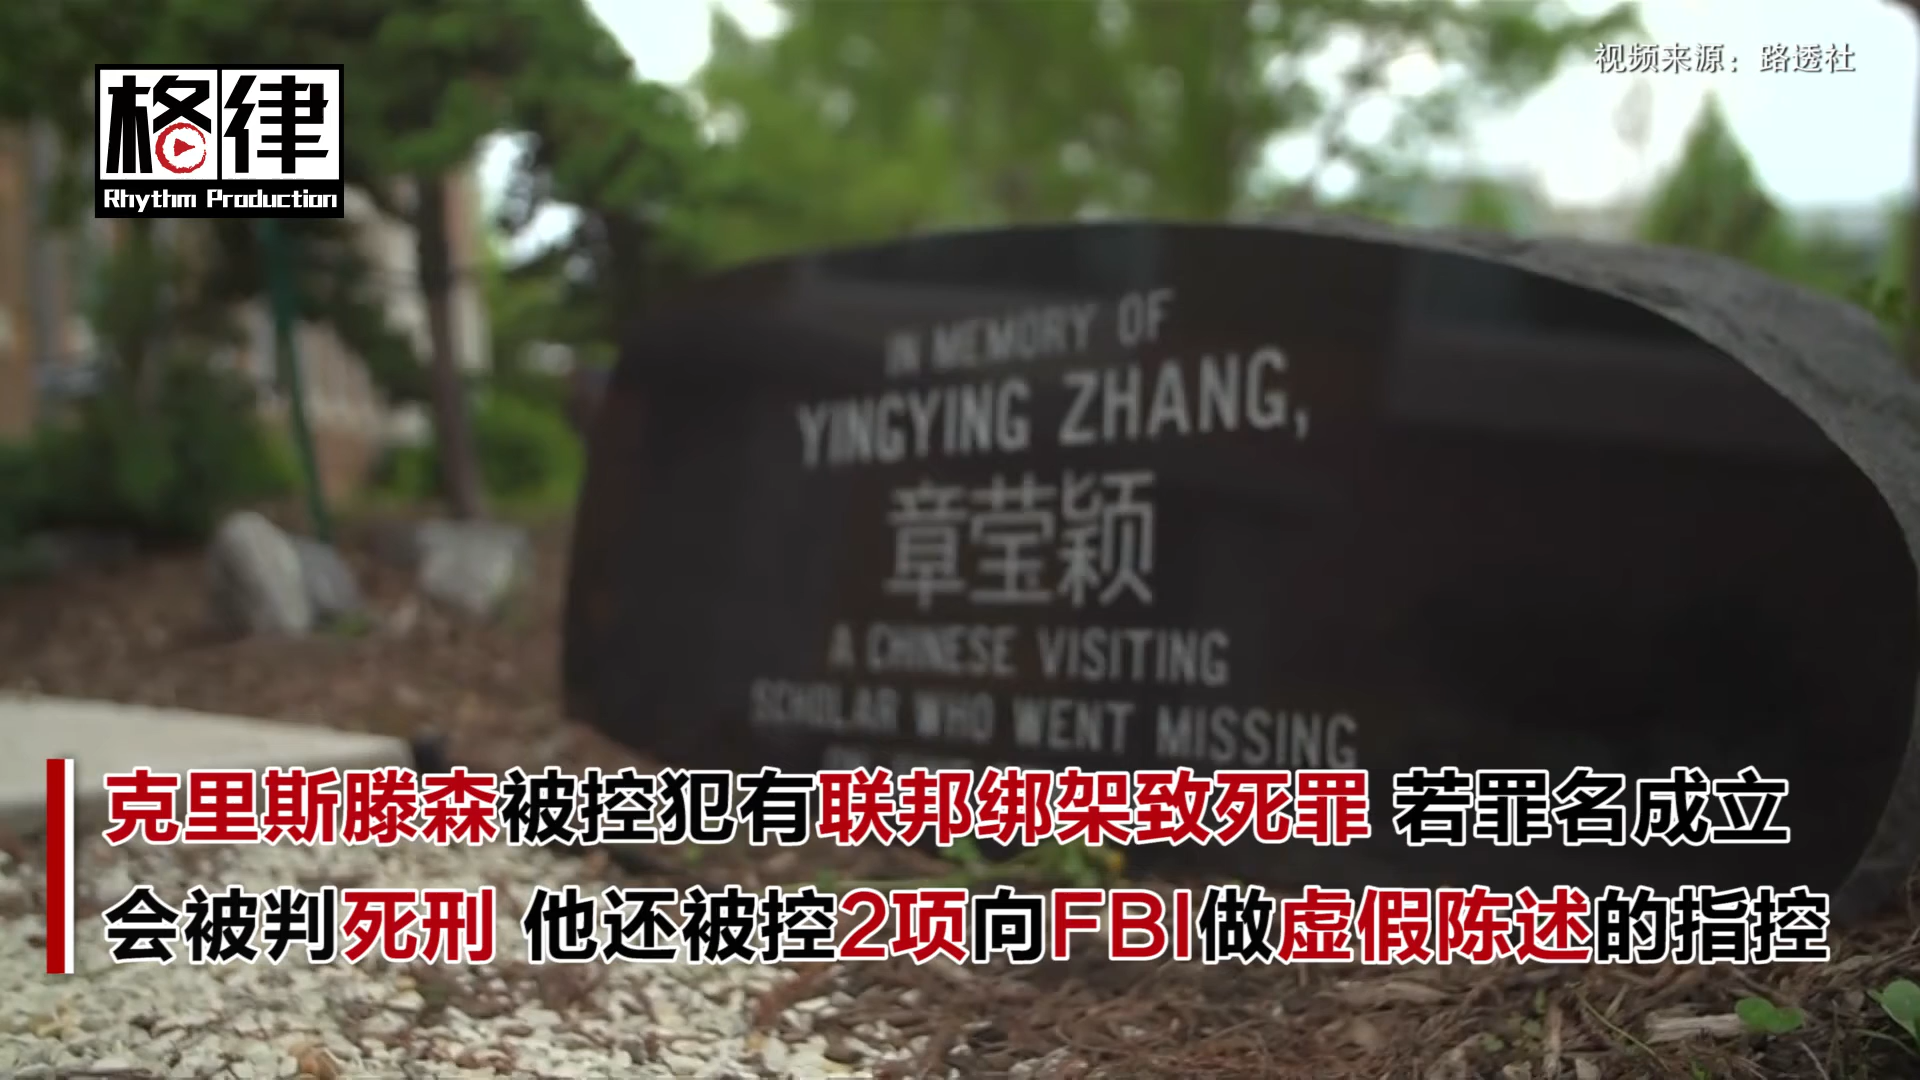 视频来源：路透社
格律
Rhythm Production
IN MEMORY OF
YINGYING ZHANG,
章莹颖
A CHINESE VISITING
SCHOLAR WHO WENT MISSING
克里斯滕森被控犯有联邦绑架致死罪 若罪名成立
会被判死刑 他还被控2项向FBI做虚假陈述的指控